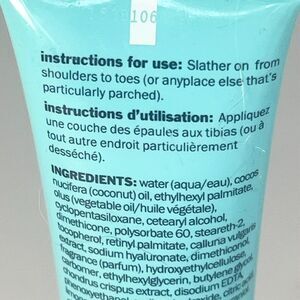 106
instructions for use: Slather on from
shoulders to toes (or anyplace else that's
particularly parched).
instructions d'utilisation: Appliquez
une couche des épaules aux tibias (ou à
tout autre endroit particulièrement
desséché).
INGREDIENTS: water (aqua/eau), cocos
nucifera (coconut) oil, ethylhexyl palmitate,
olus (vegetable oil/huile végétale),
cyclopentasiloxane, cetearyl alcohol,
dimethicone, polysorbate 60, steareth-2,
tocopherol, retinyl palmitate, calluna vulgaris
extract, sodium hyaluronate, dimethiconol,
fragrance (parfum), hydroxyethylcellulose,
carbomer, ethylhexylglycerin, butylene glycol,
chondrus crispus extract, disodium EDTA,
phenoxyethanol, citric acid,